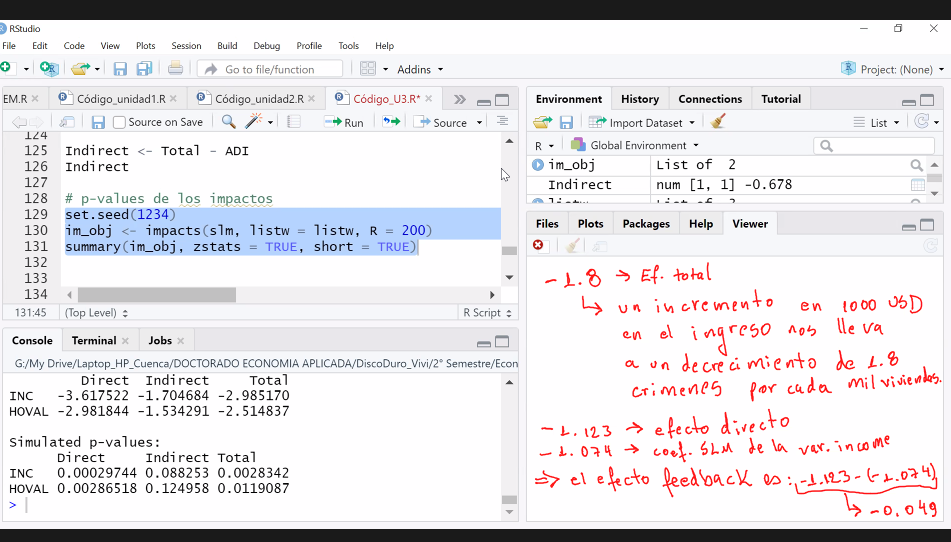 RStudio
File Edit Code View Plots Session Build Debug Profile Tools Help
Go to file/function Addins Project: (None)
EM.R Código_unidad1.R Código_unidad2.R Código_U3.R*
Source on Save Run Source
124
125 Indirect <- Total - ADI
126 Indirect
127
128 # p-values de los impactos
129 set.seed(1234)
130 im_obj <- impacts(slm, listw = listw, R = 200)
131 summary(im_obj, zstats = TRUE, short = TRUE)
132
133
134
131:45 (Top Level) R Script
Console Terminal Jobs
G:/My Drive/Laptop_HP_Cuenca/DOCTORADO ECONOMIA APLICADA/DiscoDuro_Vivi/2° Semestre/Econ
Direct Indirect Total
INC -3.617522 -1.704684 -2.985170
HOVAL -2.981844 -1.534291 -2.514837
Simulated p-values:
Direct Indirect Total
INC 0.00029744 0.088253 0.0028342
HOVAL 0.00286518 0.124958 0.0119087
>
Environment History Connections Tutorial
Import Dataset List
R Global Environment
im_obj List of 2
Indirect num [1, 1] -0.678
Files Plots Packages Help Viewer
-1.8 → Ef. total
↳ un incremento en 1000 USD
en el ingreso nos lleva
a un decrecimiento de 1.8
crimenes por cada mil viviendas.
-1.123 → efecto directo
-1.074 → coef. SLM de la var. income
⇒ el efecto feedback es: -1.123-(-1.074)
↳ -0.049